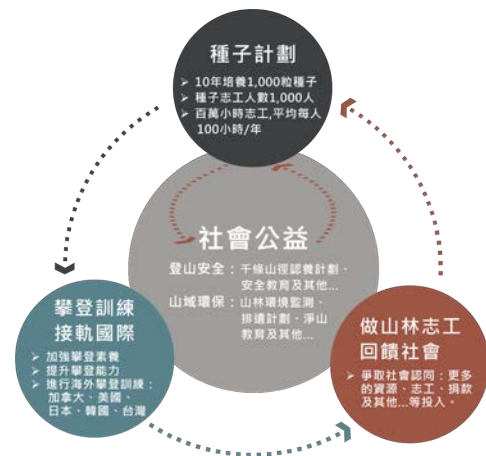 種子計劃
➤ 10年培養1,000粒種子
➤ 種子志工人數1,000人
➤ 百萬小時志工,平均每人
100小時/年
社會公益
登山安全：千條山徑認養計劃、
安全教育及其他...
山域環保：山林環境監測、
排遺計劃、淨山
教育及其他...
攀登訓練
接軌國際
➤ 加強攀登素養
➤ 提升攀登能力
➤ 進行海外攀登訓練：
加拿大、美國、
日本、韓國、台灣
做山林志工
回饋社會
➤ 爭取社會認同：更多
的資源、志工、捐款
及其他...等投入。